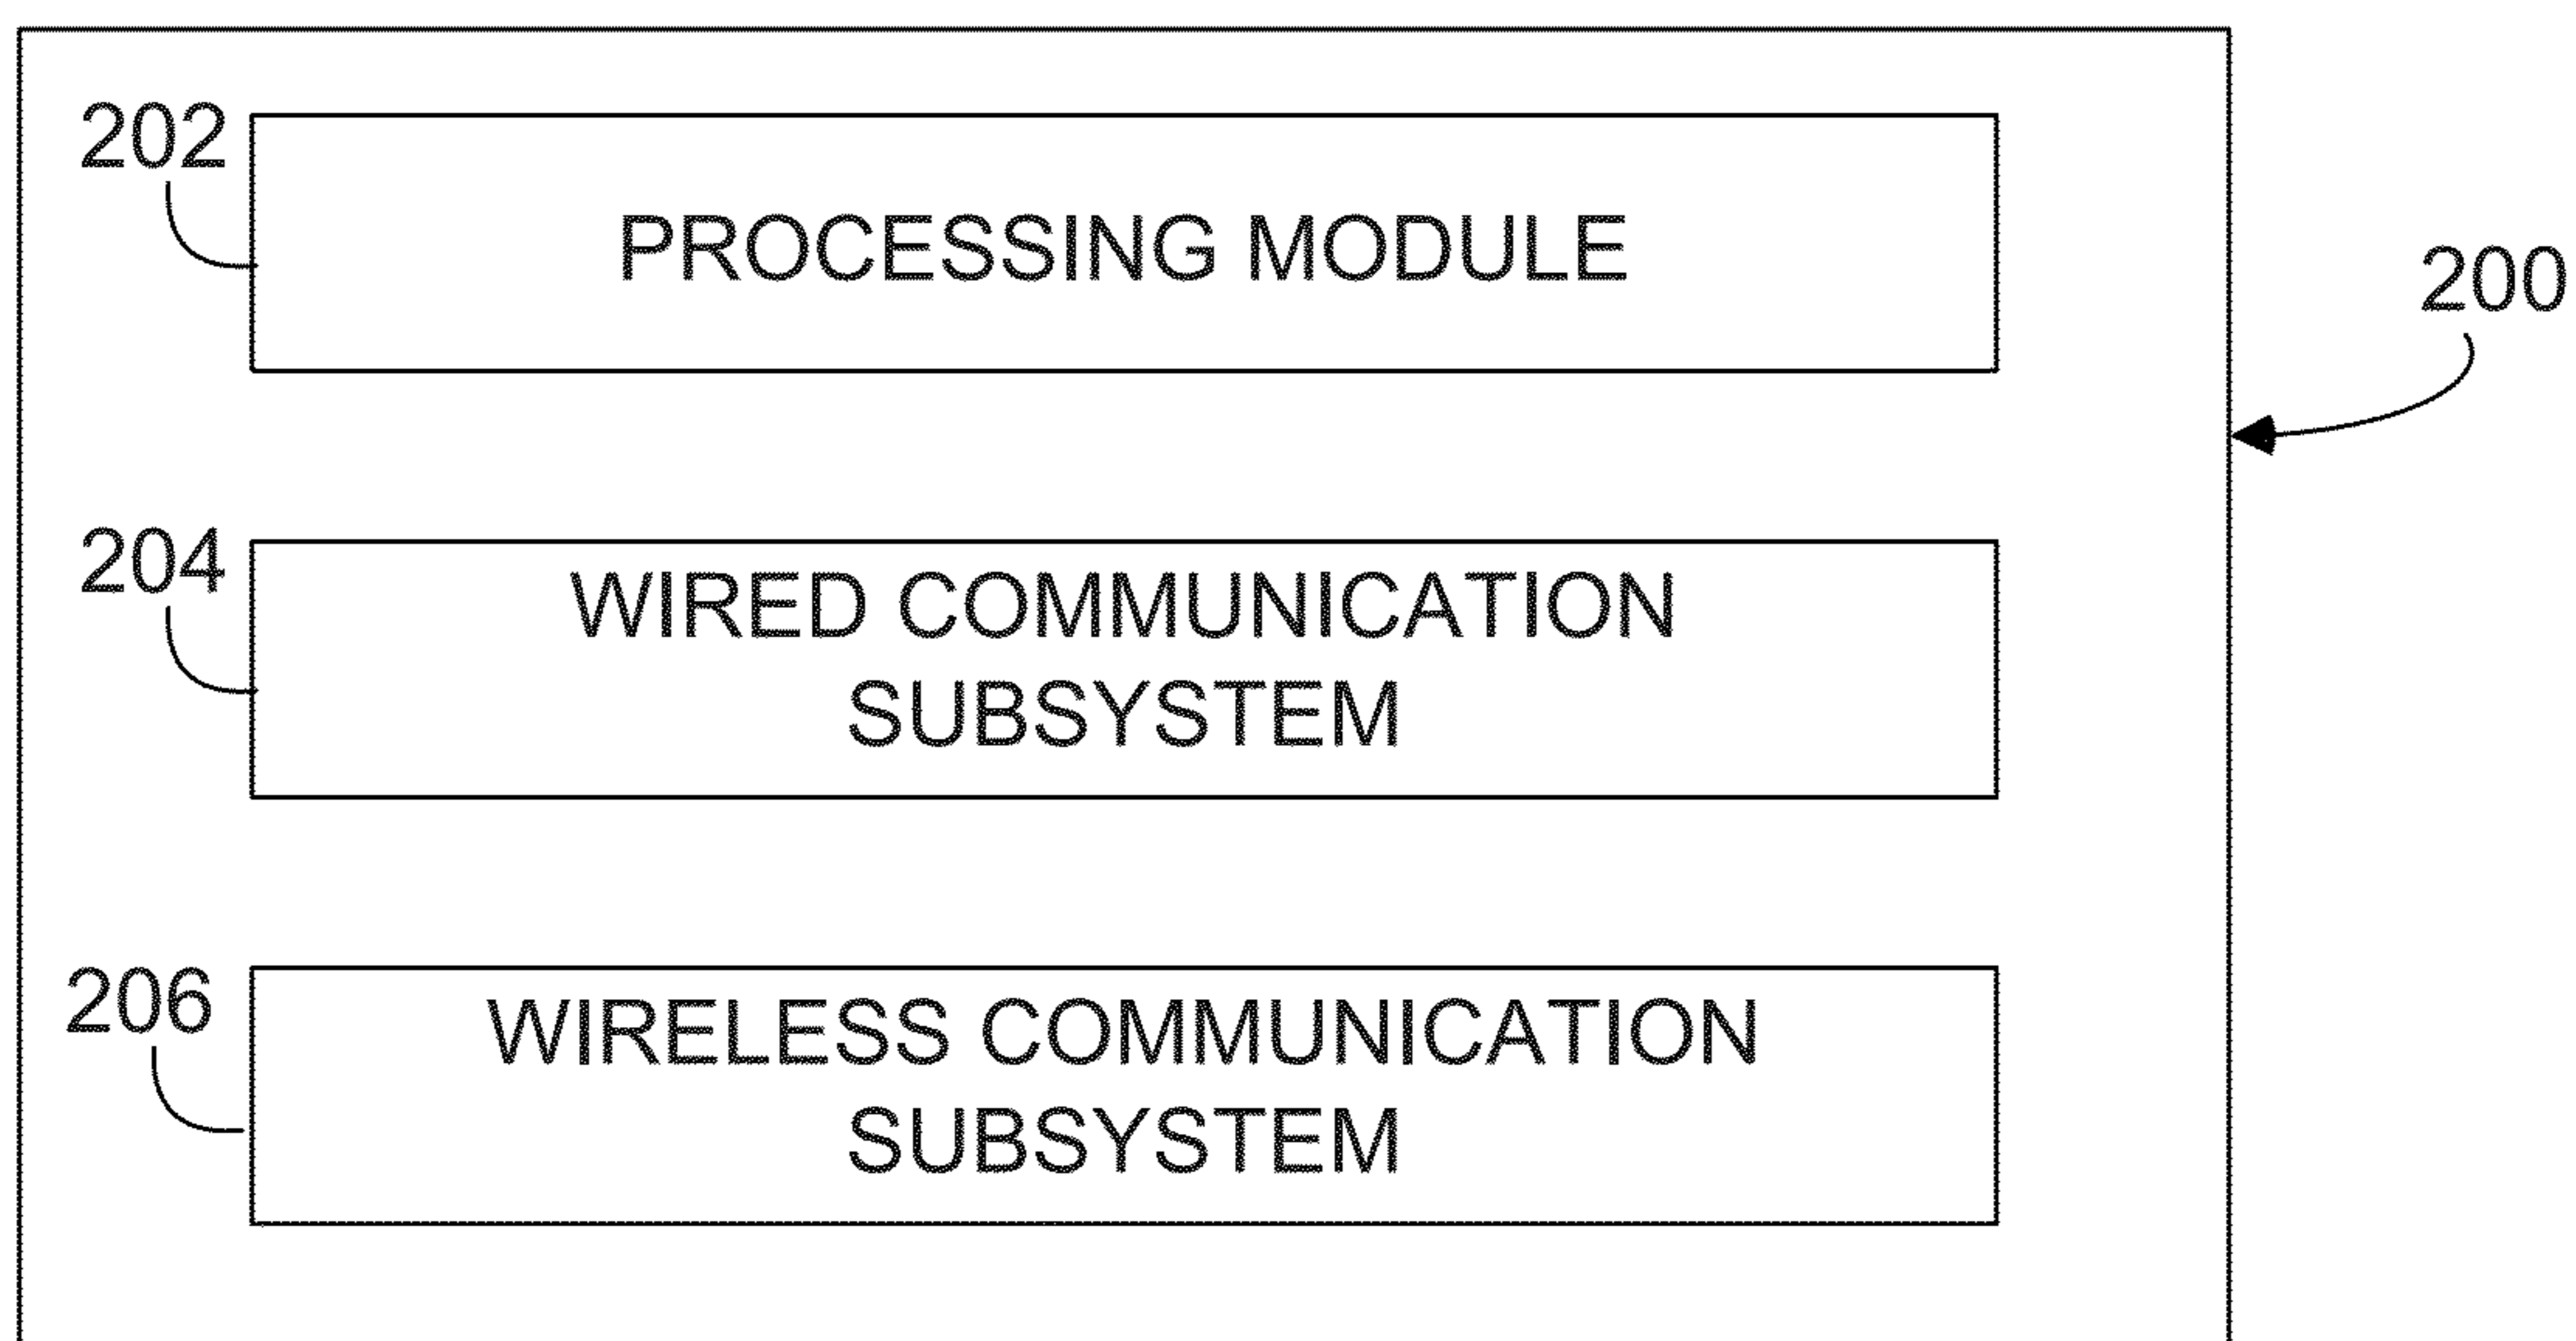 202
PROCESSING MODULE
200
204
WIRED COMMUNICATION
SUBSYSTEM
206
WIRELESS COMMUNICATION
SUBSYSTEM